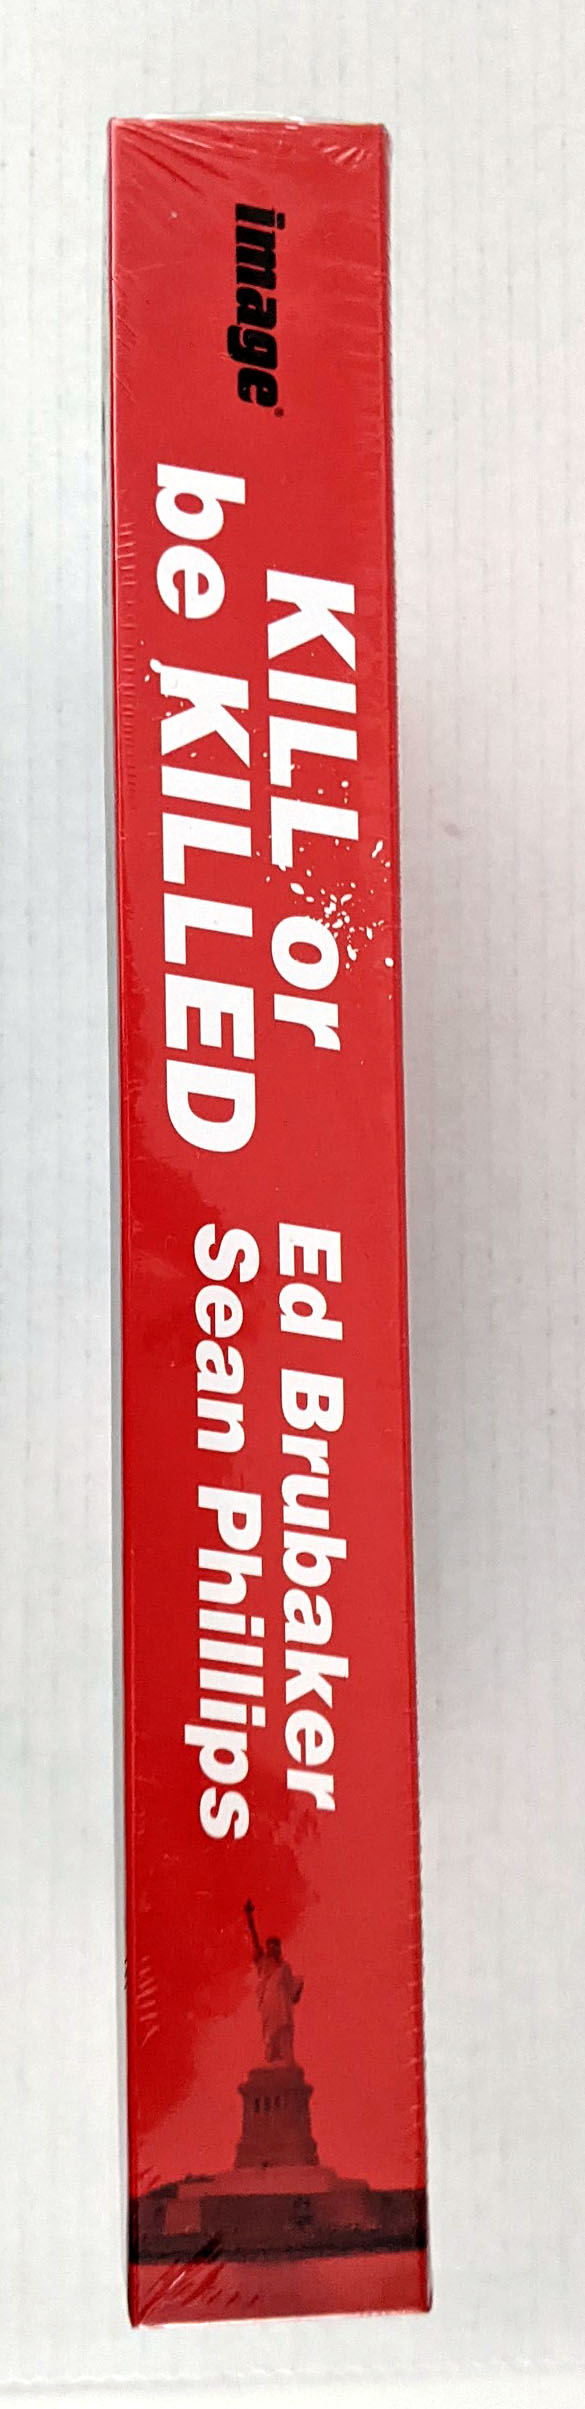 image
KILL or
be KILLED
Ed Brubaker
Sean Phillips